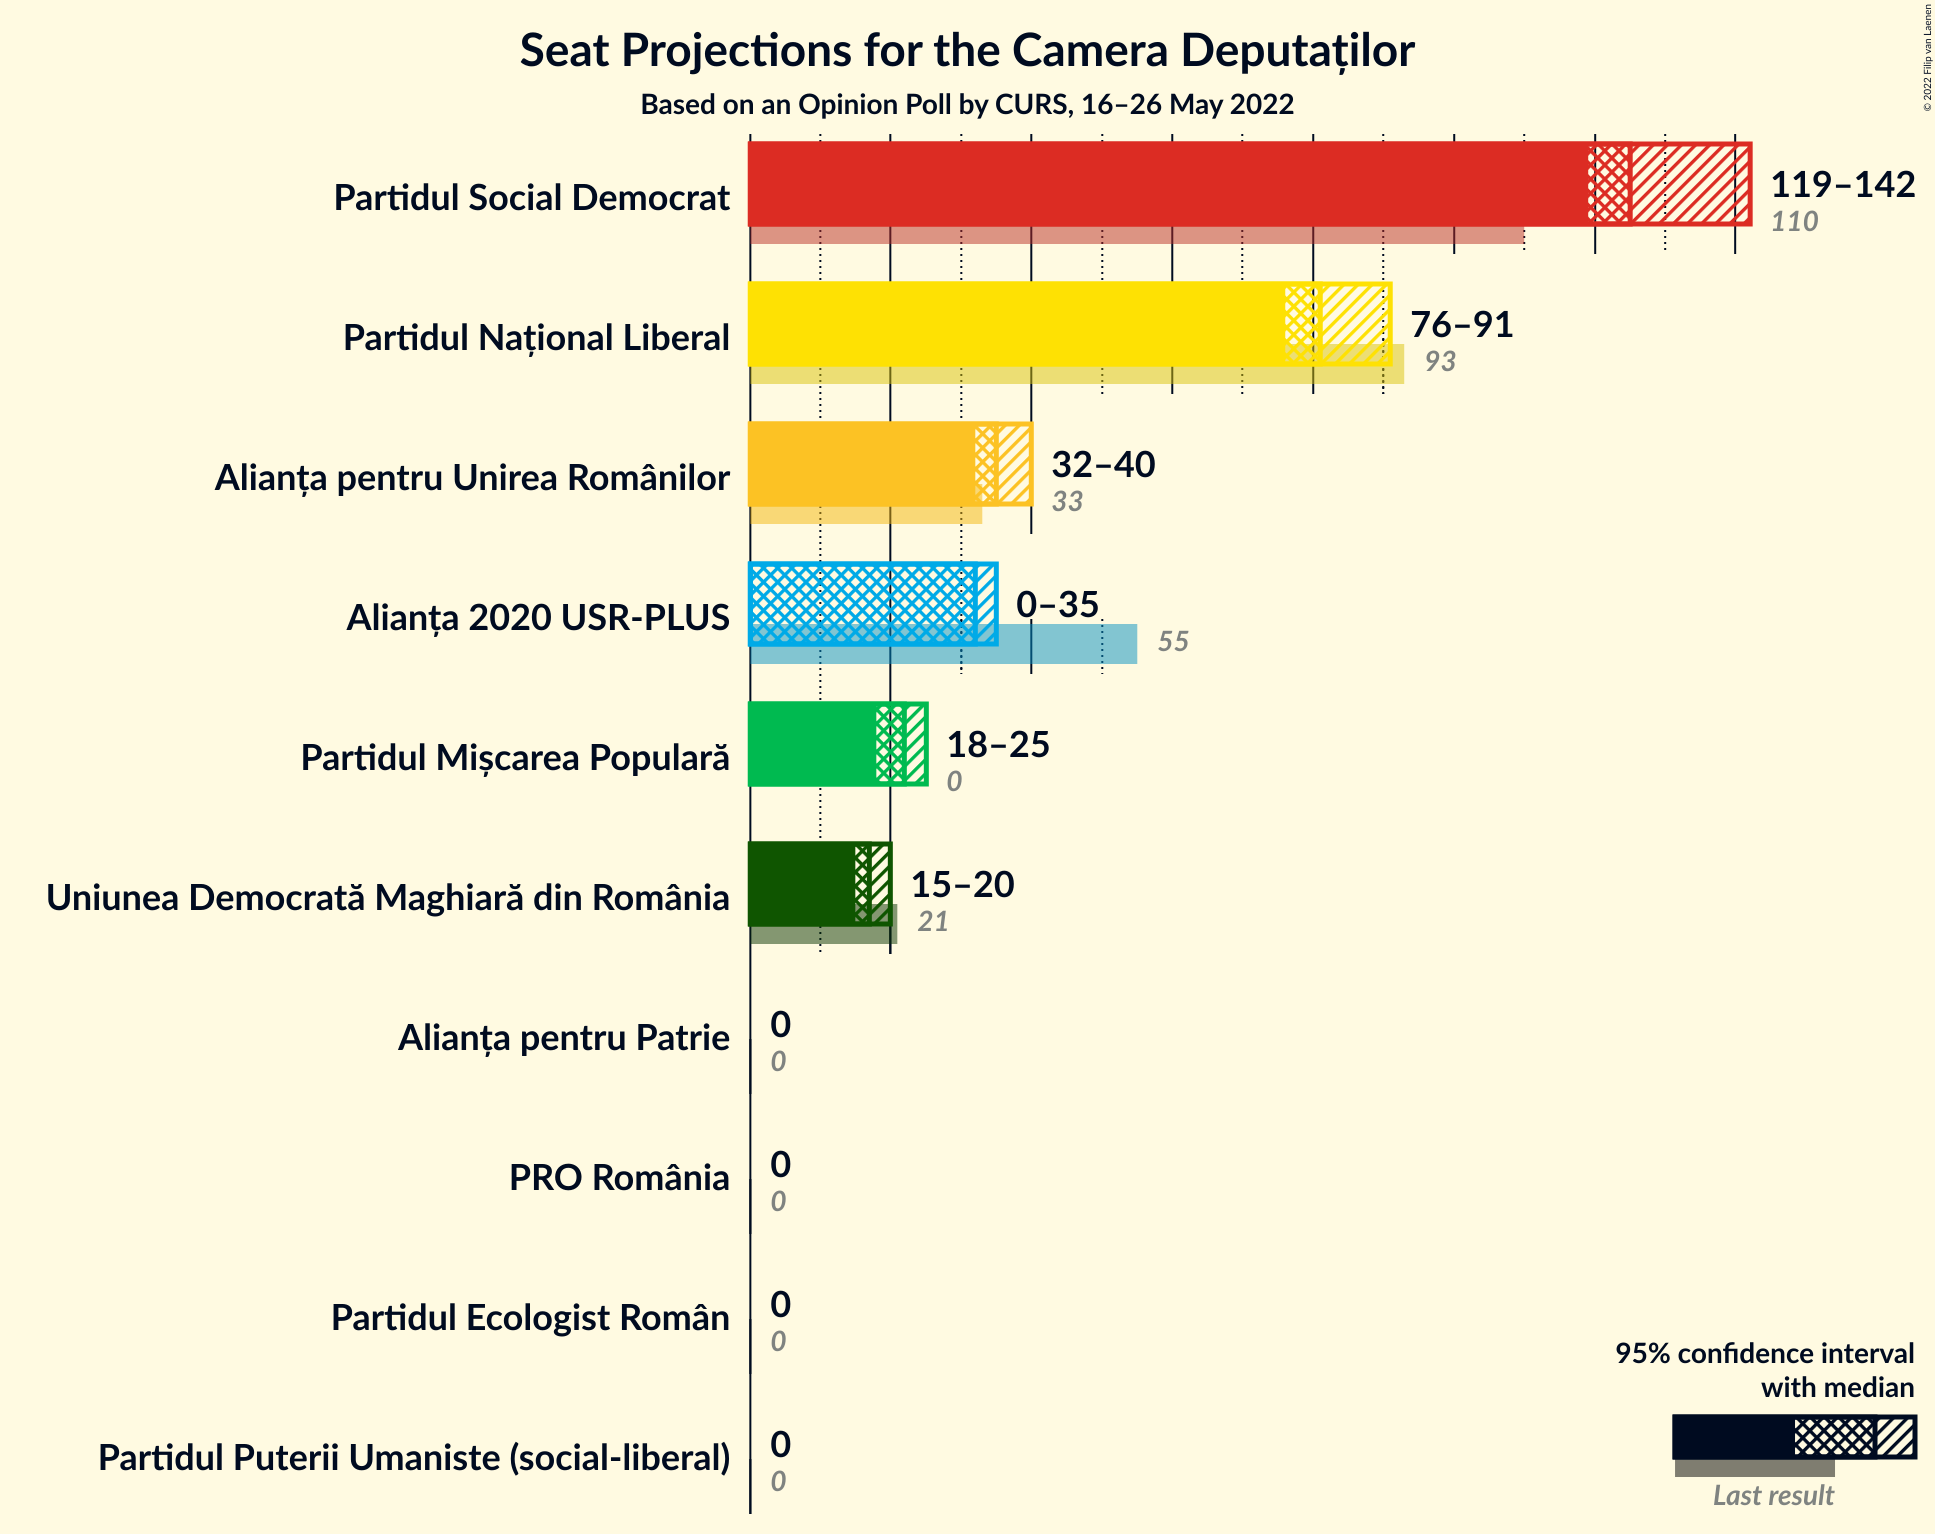 Seat Projections for the Camera Deputaților
Based on an Opinion Poll by CURS, 16–26 May 2022
© 2022 Filip van Laenen
Partidul Social Democrat
119–142
110
Partidul Național Liberal
76–91
93
Alianța pentru Unirea Românilor
32–40
33
Alianța 2020 USR-PLUS
0–35
55
Partidul Mișcarea Populară
18–25
0
Uniunea Democrată Maghiară din România
15–20
21
Alianța pentru Patrie
0
0
PRO România
0
0
Partidul Ecologist Român
0
0
Partidul Puterii Umaniste (social-liberal)
0
0
95% confidence interval
with median
Last result